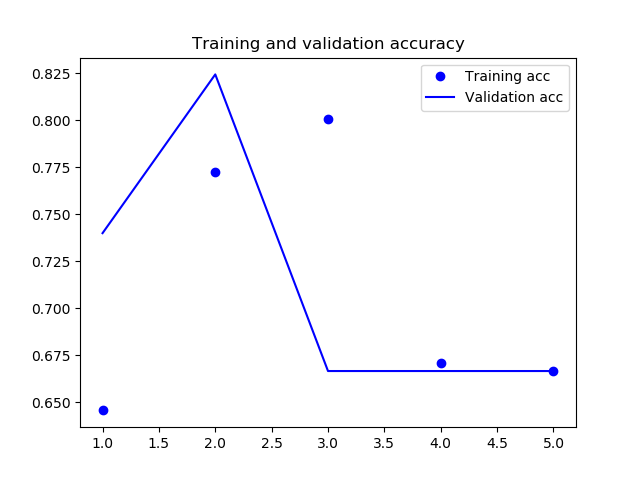 Training and validation accuracy
Training acc
Validation acc
0.825
0.800
0.775
0.750
0.725
0.700
0.675
0.650
1.0 1.5 2.0 2.5 3.0 3.5 4.0 4.5 5.0